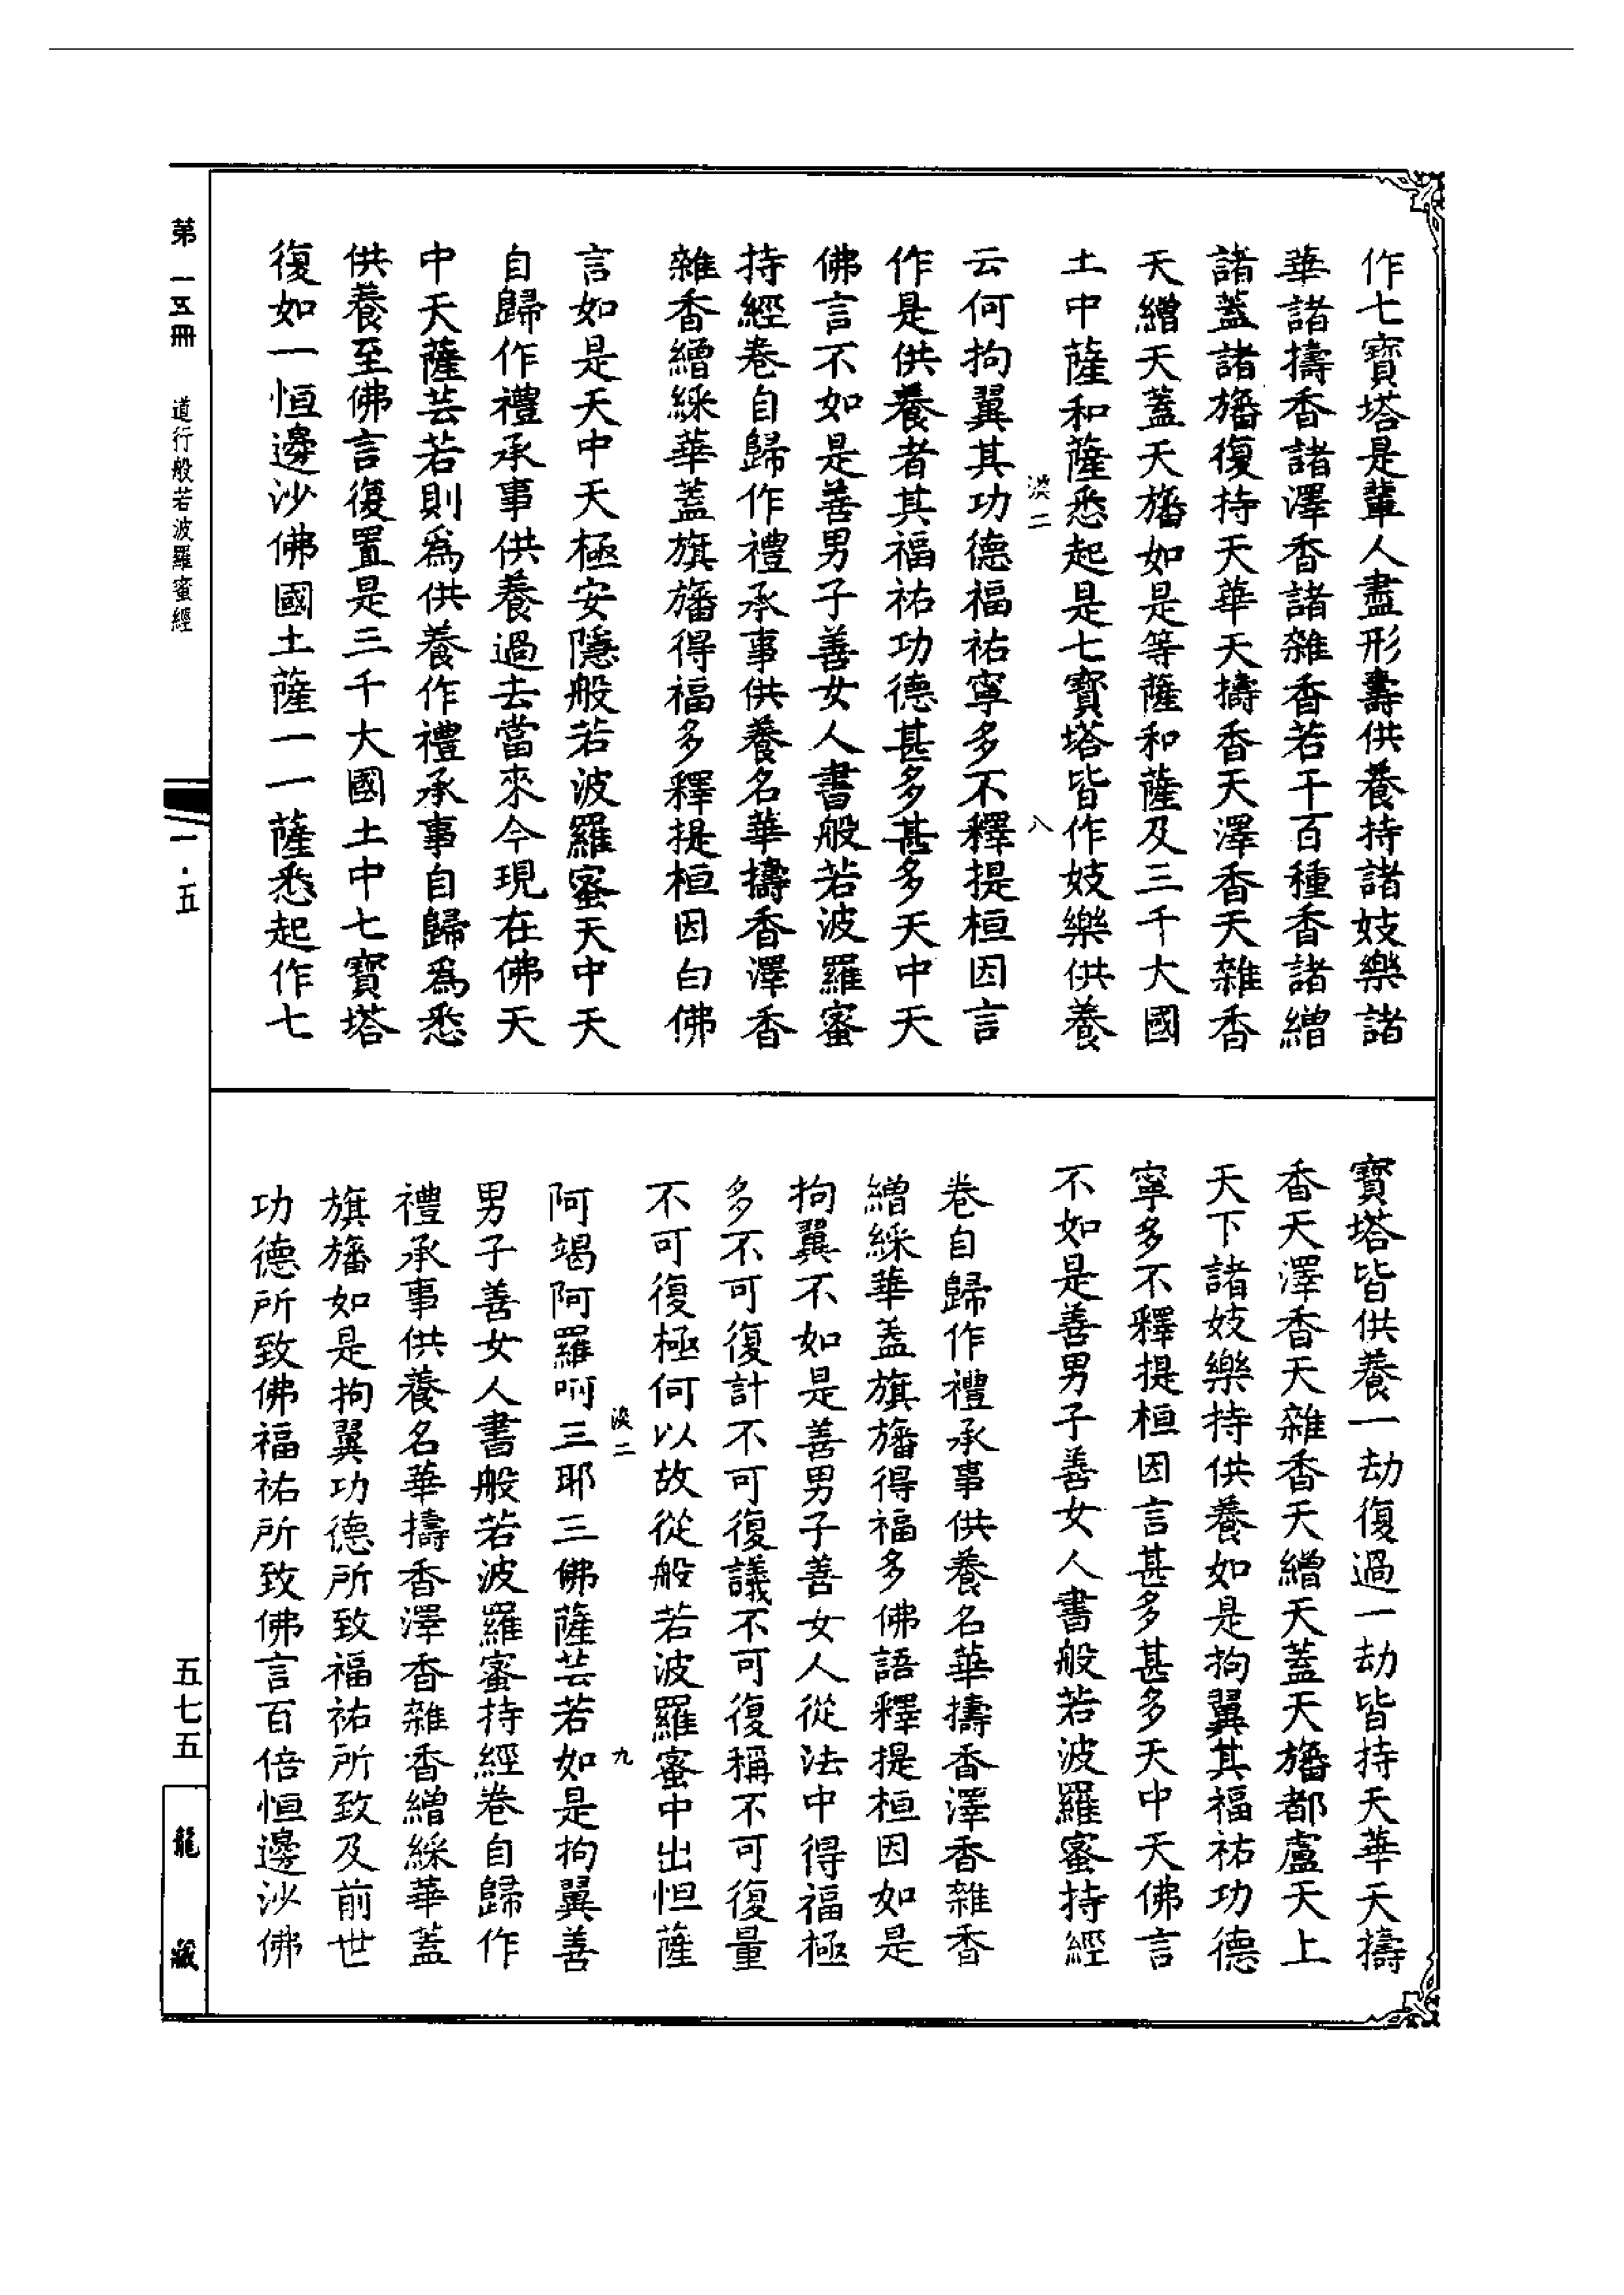 作七寶塔是輩人盡形壽供養持諸妓樂諸
華諸擣香諸澤香諸雜香若干百種香諸繒
諸蓋諸旛復持天華天擣香天澤香天雜香
天繒天蓋天旛如是等薩和薩及三千大國
土中薩和薩悉起是七寶塔皆作妓樂供養
淡二 八
云何拘翼其功德福祐寧多不釋提桓因言
作是供養者其福祐功德甚多甚多天中天
佛言不如是善男子善女人書般若波羅蜜
持經卷自歸作禮承事供養名華擣香澤香
雜香繒綵華蓋旗旛得福多釋提桓因白佛
言如是天中天極安隱般若波羅蜜天中天
自歸作禮承事供養過去當來今現在佛天
中天薩芸若則為供養作禮承事自歸為悉
供養至佛言復置是三千大國土中七寶塔
復如一恒邊沙佛國土薩一一薩悉起作七
寶塔皆供養一劫復過一劫皆持天華天擣
香天澤香天雜香天繒天蓋天旛都盧天上
天下諸妓樂持供養如是拘翼其福祐功德
寧多不釋提桓因言甚多甚多天中天佛言
不如是善男子善女人書般若波羅蜜持經
卷自歸作禮承事供養名華擣香澤香雜香
繒綵華蓋旗旛得福多佛語釋提桓因如是
拘翼不如是善男子善女人從法中得福極
多不可復計不可復議不可復稱不可復量
不可復極何以故從般若波羅蜜中出怛薩
淡二 九
阿竭阿羅呵三耶三佛薩芸若如是拘翼善
男子善女人書般若波羅蜜持經卷自歸作
禮承事供養名華擣香澤香雜香繒綵華蓋
旗旛如是拘翼功德所致福祐所致及前世
功德所致佛福祐所致佛言百倍恒邊沙佛
第一五冊 道行般若波羅蜜經
一·五
五七五
龍藏